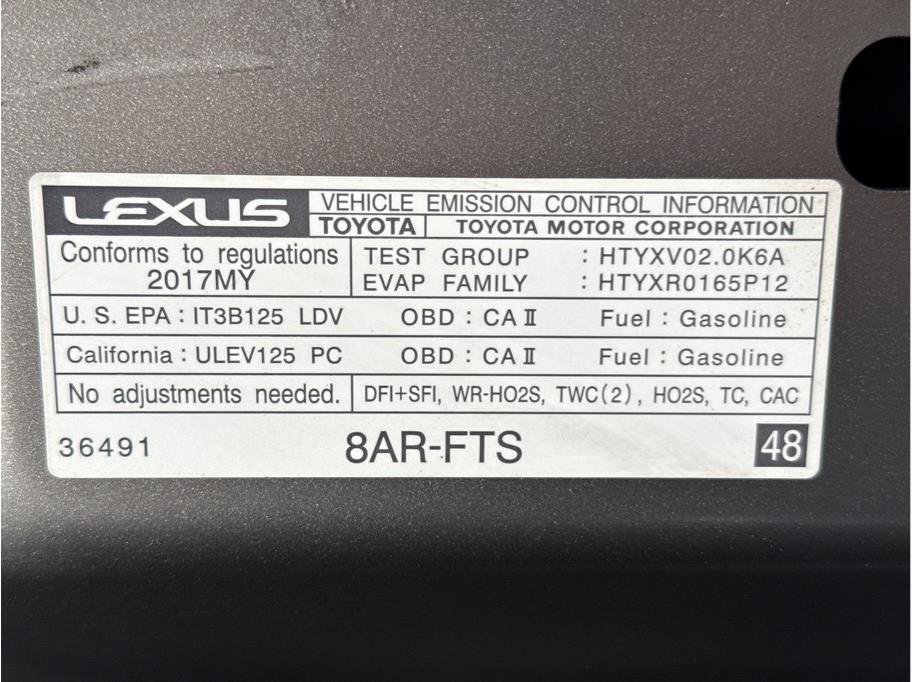 LEXUS VEHICLE EMISSION CONTROL INFORMATION
TOYOTA TOYOTA MOTOR CORPORATION
Conforms to regulations
2017MY
TEST GROUP : HTYXV02.0K6A
EVAP FAMILY : HTYXR0165P12
U. S. EPA : IT3B125 LDV OBD : CA II Fuel : Gasoline
California : ULEV125 PC OBD : CA II Fuel : Gasoline
No adjustments needed. DFI+SFI, WR-HO2S, TWC(2), HO2S, TC, CAC
36491 8AR-FTS 48